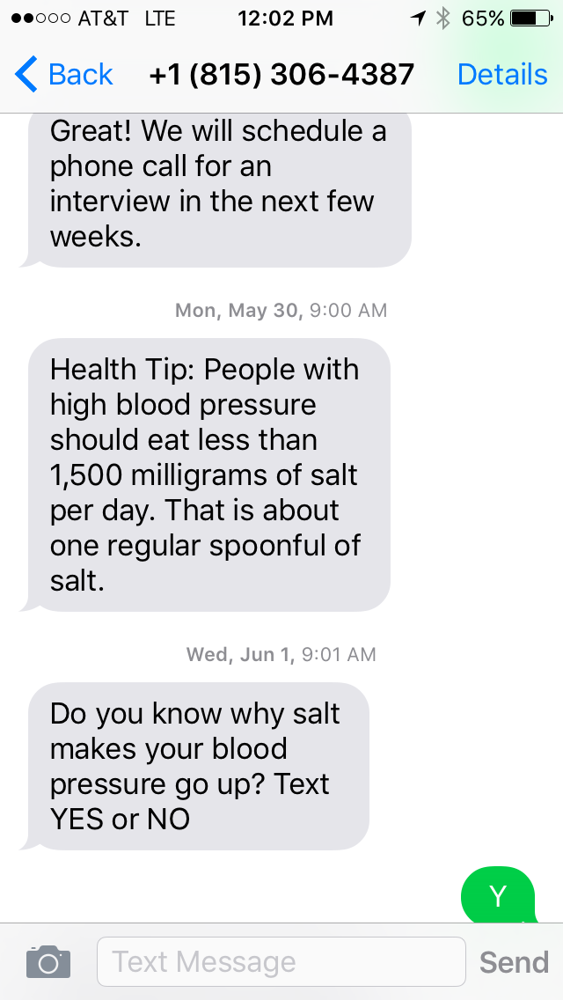 AT&T LTE 12:02 PM 65%
Back +1 (815) 306-4387 Details
Great! We will schedule a
phone call for an
interview in the next few
weeks.
Mon, May 30, 9:00 AM
Health Tip: People with
high blood pressure
should eat less than
1,500 milligrams of salt
per day. That is about
one regular spoonful of
salt.
Wed, Jun 1, 9:01 AM
Do you know why salt
makes your blood
pressure go up? Text
YES or NO
Y
Text Message Send